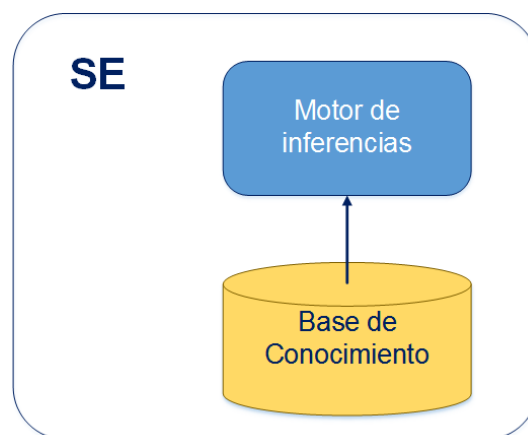 SE
Motor de
inferencias
Base de
Conocimiento